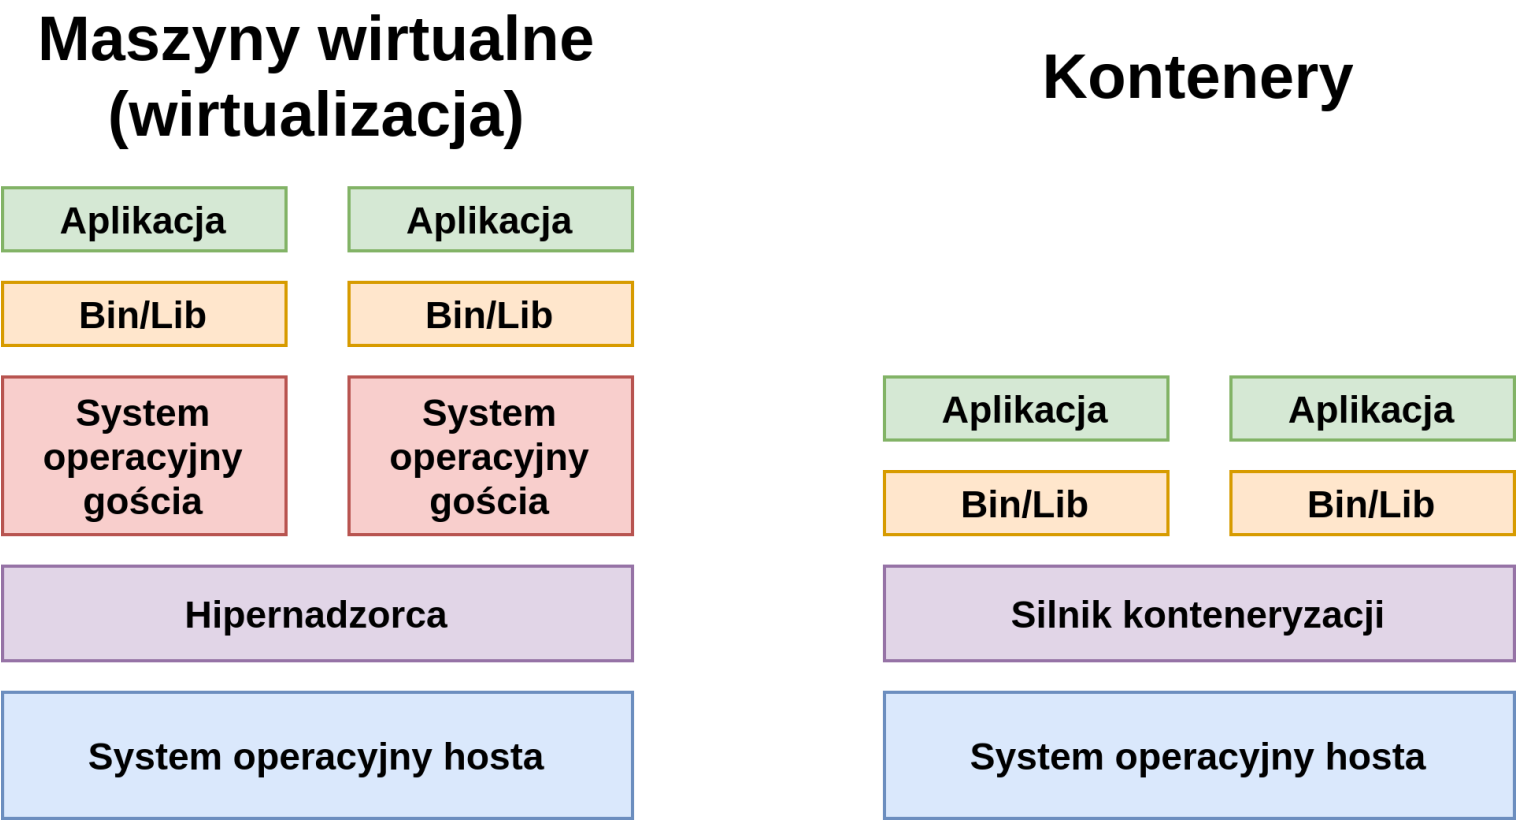 Maszyny wirtualne
(wirtualizacja)
Aplikacja
Aplikacja
Bin/Lib
Bin/Lib
System
operacyjny
gościa
System
operacyjny
gościa
Hipernadzorca
System operacyjny hosta
Kontenery
Aplikacja
Aplikacja
Bin/Lib
Bin/Lib
Silnik konteneryzacji
System operacyjny hosta